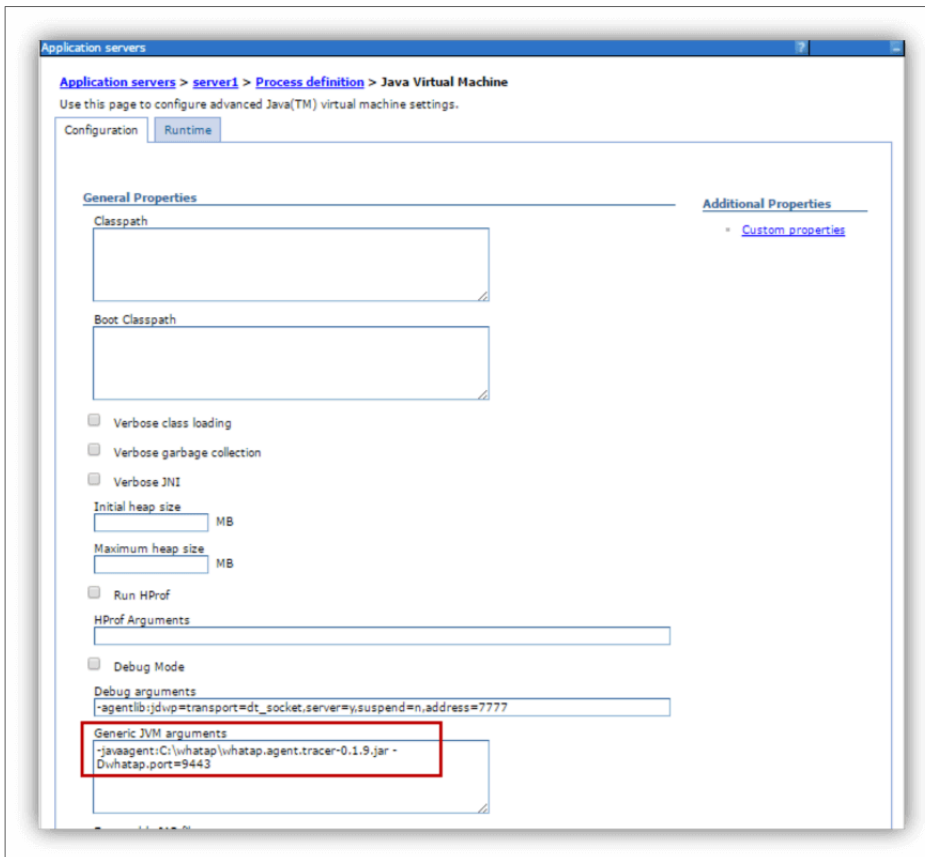 Application servers
?
Application servers > server1 > Process definition > Java Virtual Machine
Use this page to configure advanced Java(TM) virtual machine settings.
Configuration
Runtime
General Properties
Additional Properties
Classpath
Custom properties
Boot Classpath
Verbose class loading
Verbose garbage collection
Verbose JNI
Initial heap size
MB
Maximum heap size
MB
Run HProf
HProf Arguments
Debug Mode
Debug arguments
-agentlib:jdwp=transport=dt_socket,server=y,suspend=n,address=7777
Generic JVM arguments
-javaagent:C:\whatap\whatap.agent.tracer-0.1.9.jar -
Dwhatap.port=9443